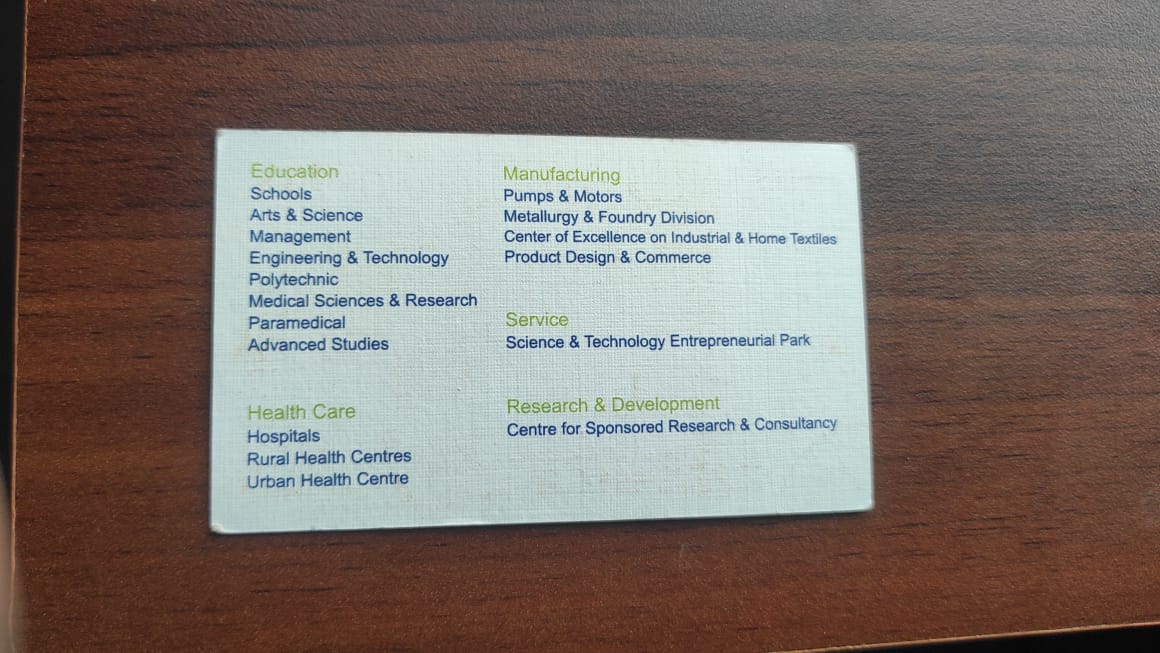 Education
Schools
Arts & Science
Management
Engineering & Technology
Polytechnic
Medical Sciences & Research
Paramedical
Advanced Studies
Health Care
Hospitals
Rural Health Centres
Urban Health Centre
Manufacturing
Pumps & Motors
Metallurgy & Foundry Division
Center of Excellence on Industrial & Home Textiles
Product Design & Commerce
Service
Science & Technology Entrepreneurial Park
Research & Development
Centre for Sponsored Research & Consultancy